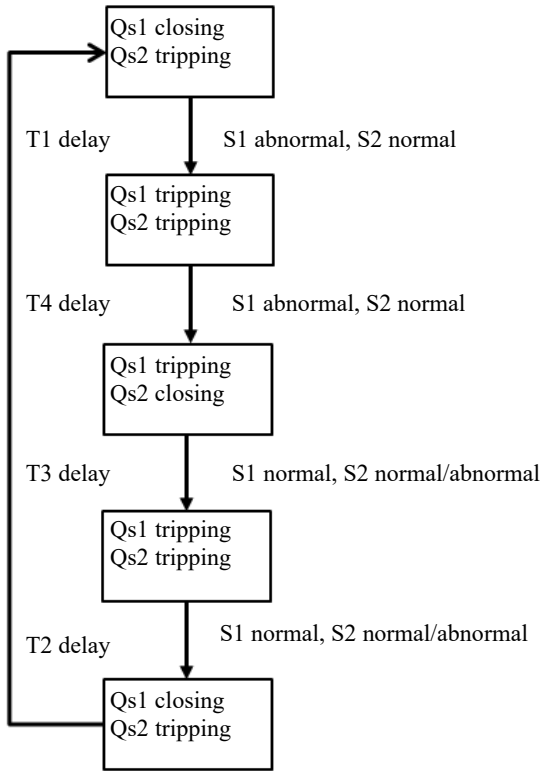 Qs1 closing
Qs2 tripping
T1 delay
S1 abnormal, S2 normal
Qs1 tripping
Qs2 tripping
T4 delay
S1 abnormal, S2 normal
Qs1 tripping
Qs2 closing
T3 delay
S1 normal, S2 normal/abnormal
Qs1 tripping
Qs2 tripping
T2 delay
S1 normal, S2 normal/abnormal
Qs1 closing
Qs2 tripping